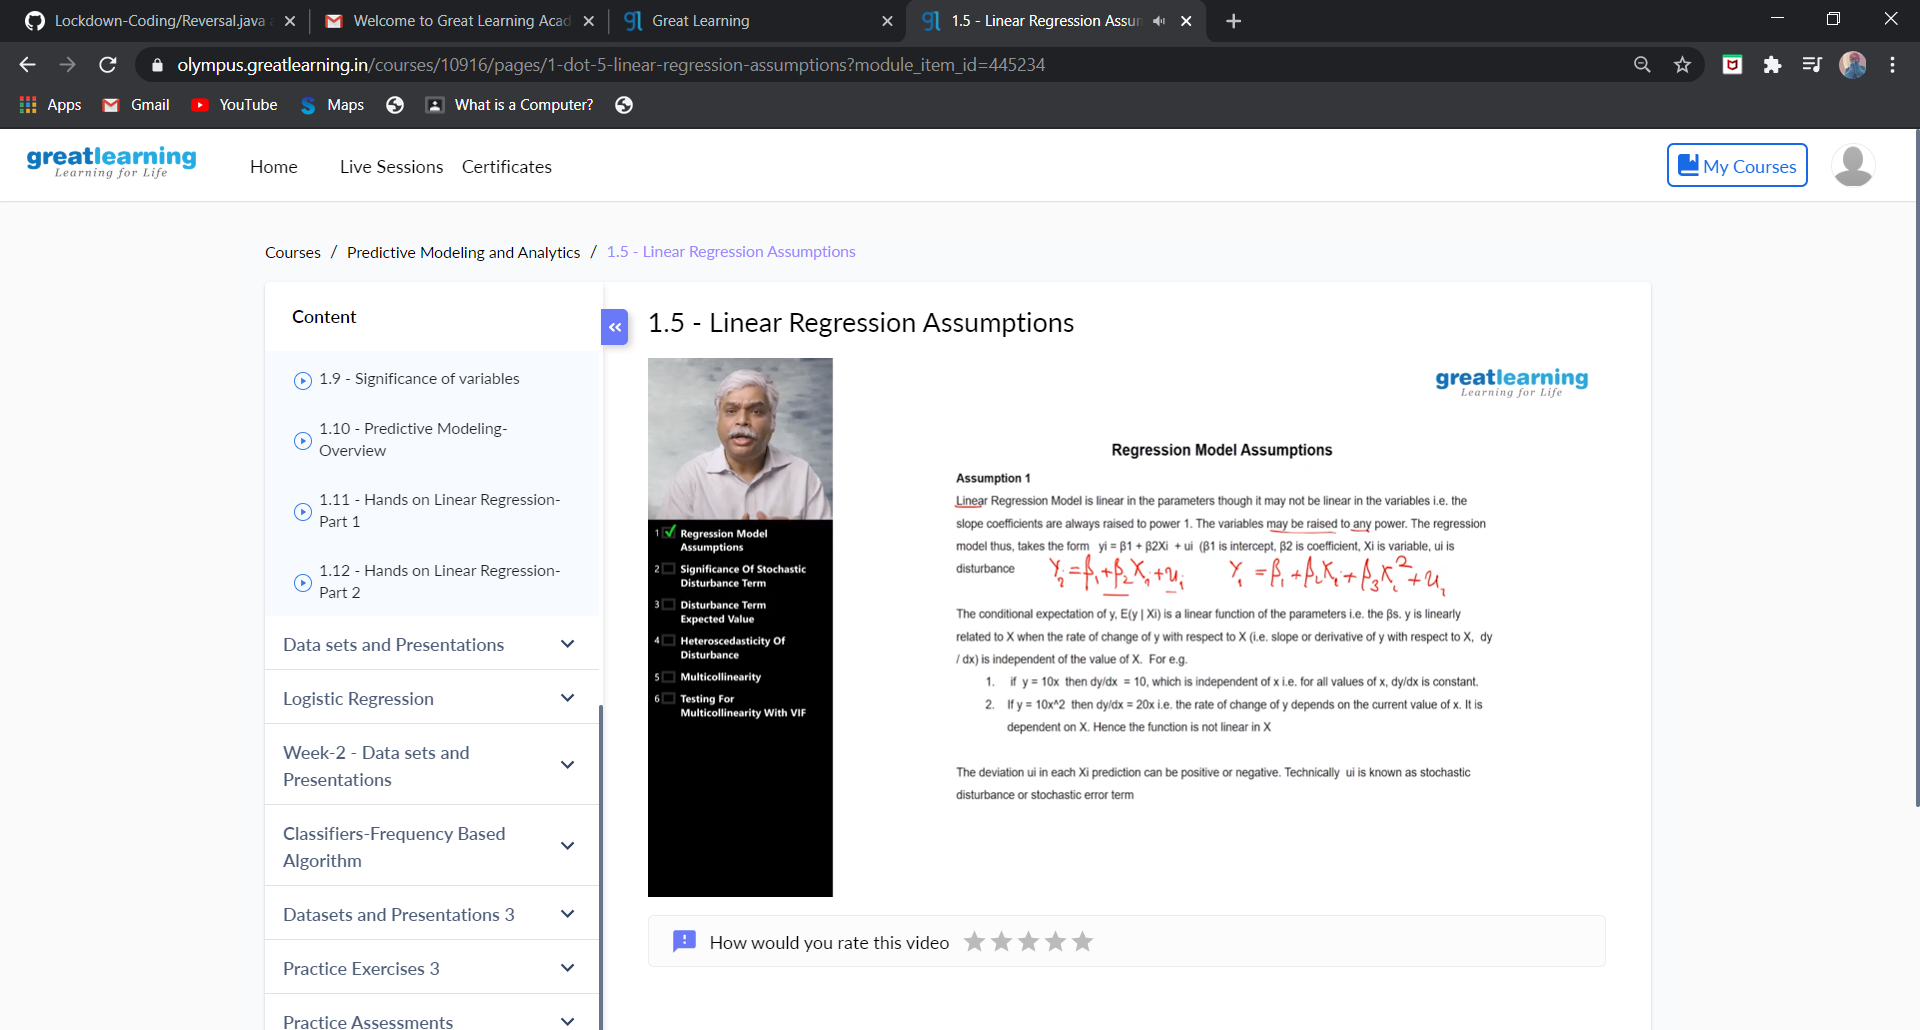 Lockdown-Coding/Reversal.java
Welcome to Great Learning Acad
Great Learning
1.5 - Linear Regression Assum
olympus.greatlearning.in/courses/10916/pages/1-dot-5-linear-regression-assumptions?module_item_id=445234
Apps Gmail YouTube Maps What is a Computer?
greatlearning
Learning for Life
Home Live Sessions Certificates
My Courses
Courses / Predictive Modeling and Analytics / 1.5 - Linear Regression Assumptions
Content
1.9 - Significance of variables
1.10 - Predictive Modeling-
Overview
1.11 - Hands on Linear Regression-
Part 1
1.12 - Hands on Linear Regression-
Part 2
Data sets and Presentations
Logistic Regression
Week-2 - Data sets and
Presentations
Classifiers-Frequency Based
Algorithm
Datasets and Presentations 3
Practice Exercises 3
Practice Assessments
1.5 - Linear Regression Assumptions
1 Regression Model
Assumptions
2 Significance Of Stochastic
Disturbance Term
3 Disturbance Term
Expected Value
4 Heteroscedasticity Of
Disturbance
5 Multicollinearity
6 Testing For
Multicollinearity With VIF
greatlearning
Learning for Life
Regression Model Assumptions
Assumption 1
Linear Regression Model is linear in the parameters though it may not be linear in the variables i.e. the
slope coefficients are always raised to power 1. The variables may be raised to any power. The regression
model thus, takes the form yi = β1 + β2Xi + ui (β1 is intercept, β2 is coefficient, Xi is variable, ui is
disturbance
Yi = β1 + β2Xi + ui Yi = β1 + β2Xi + β3Xi² + ui
The conditional expectation of y, E(y | Xi) is a linear function of the parameters i.e. the βs. y is linearly
related to X when the rate of change of y with respect to X (i.e. slope or derivative of y with respect to X, dy
/ dx) is independent of the value of X. For e.g.
1. if y = 10x then dy/dx = 10, which is independent of x i.e. for all values of x, dy/dx is constant.
2. If y = 10x^2 then dy/dx = 20x i.e. the rate of change of y depends on the current value of x. It is
dependent on X. Hence the function is not linear in X
The deviation ui in each Xi prediction can be positive or negative. Technically ui is known as stochastic
disturbance or stochastic error term
How would you rate this video